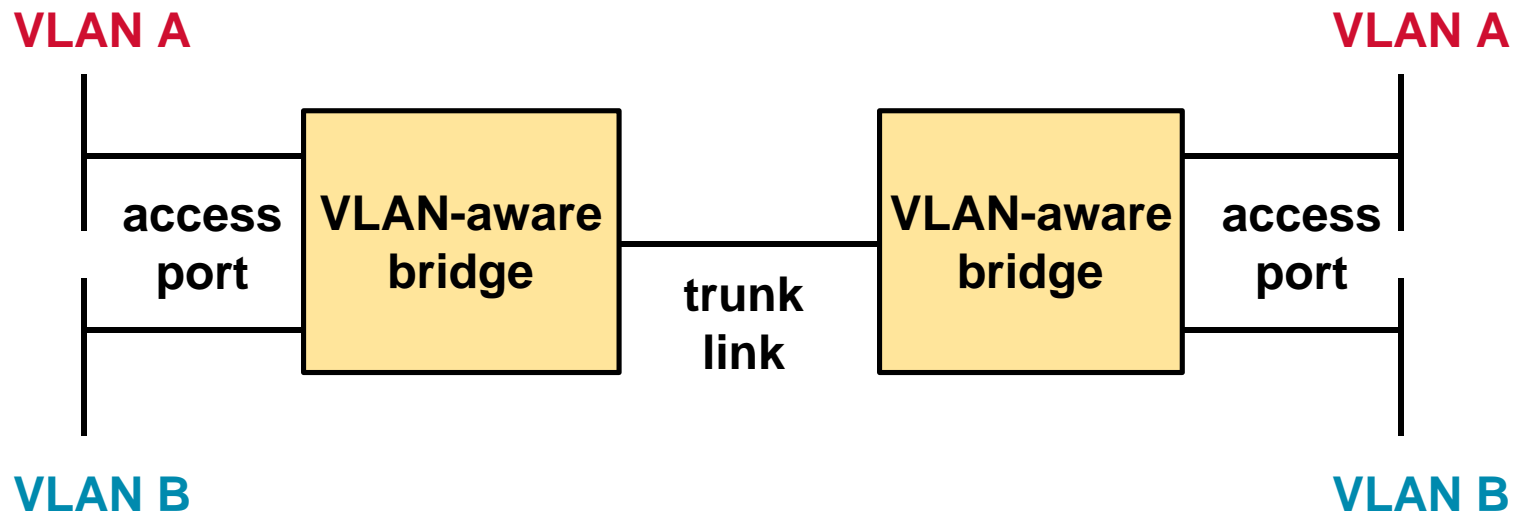 VLAN A
VLAN A
access
port
VLAN-aware
bridge
trunk
link
VLAN-aware
bridge
access
port
VLAN B
VLAN B